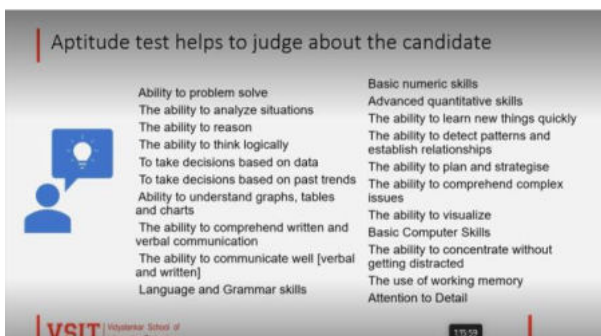 Aptitude test helps to judge about the candidate
Ability to problem solve
The ability to analyze situations
The ability to reason
The ability to think logically
To take decisions based on data
To take decisions based on past trends
Ability to understand graphs, tables
and charts
The ability to comprehend written and
verbal communication
The ability to communicate well [verbal
and written]
Language and Grammar skills
Basic numeric skills
Advanced quantitative skills
The ability to learn new things quickly
The ability to detect patterns and
establish relationships
The ability to plan and strategise
The ability to comprehend complex
issues
The ability to visualize
Basic Computer Skills
The ability to concentrate without
getting distracted
The use of working memory
Attention to Detail
VSIT
Vidyalankar School of
1:15:59